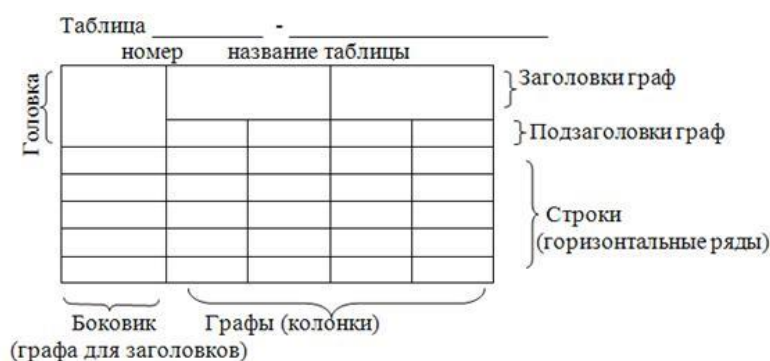 Таблица __________ - ______________________
номер название таблицы
Головка
Заголовки граф
Подзаголовки граф
Строки
(горизонтальные ряды)
Боковик
(графа для заголовков)
Графы (колонки)